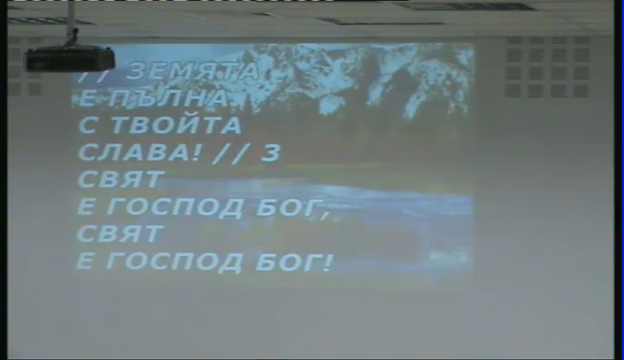 // ЗЕМЯТА
Е ПЪЛНА
С ТВОЙТА
СЛАВА! // 3
СВЯТ
Е ГОСПОД БОГ,
СВЯТ
Е ГОСПОД БОГ!